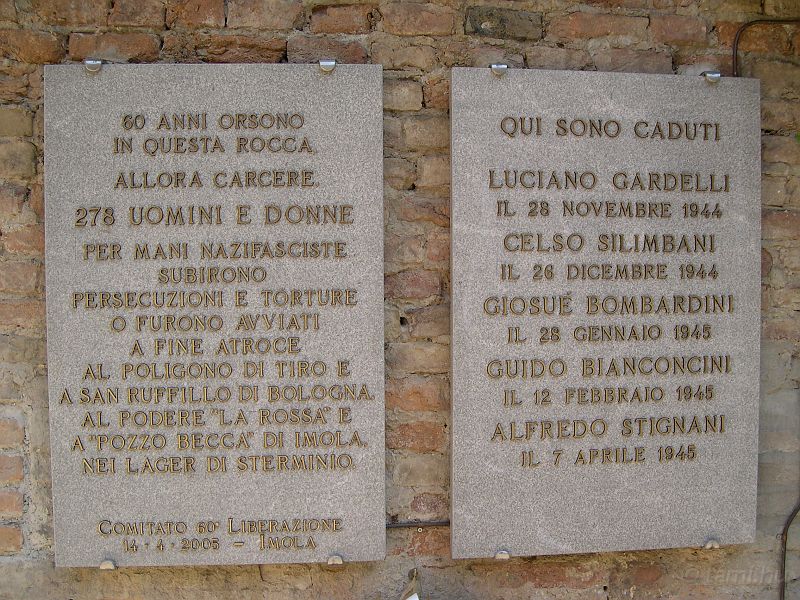 60 ANNI ORSONO
IN QUESTA ROCCA,
ALLORA CARCERE,
278 UOMINI E DONNE
PER MANI NAZIFASCISTE
SUBIRONO
PERSECUZIONI E TORTURE
O FURONO AVVIATI
A FINE ATROCE
AL POLIGONO DI TIRO E
A SAN RUFFILLO DI BOLOGNA,
AL PODERE "LA ROSSA" E
A "POZZO BECCA" DI IMOLA,
NEI LAGER DI STERMINIO.
COMITATO 60° LIBERAZIONE
14-4-2005 – IMOLA
QUI SONO CADUTI
LUCIANO GARDELLI
IL 28 NOVEMBRE 1944
CELSO SILIMBANI
IL 26 DICEMBRE 1944
GIOSUÈ BOMBARDINI
IL 28 GENNAIO 1945
GUIDO BIANCONCINI
IL 12 FEBBRAIO 1945
ALFREDO STIGNANI
IL 7 APRILE 1945